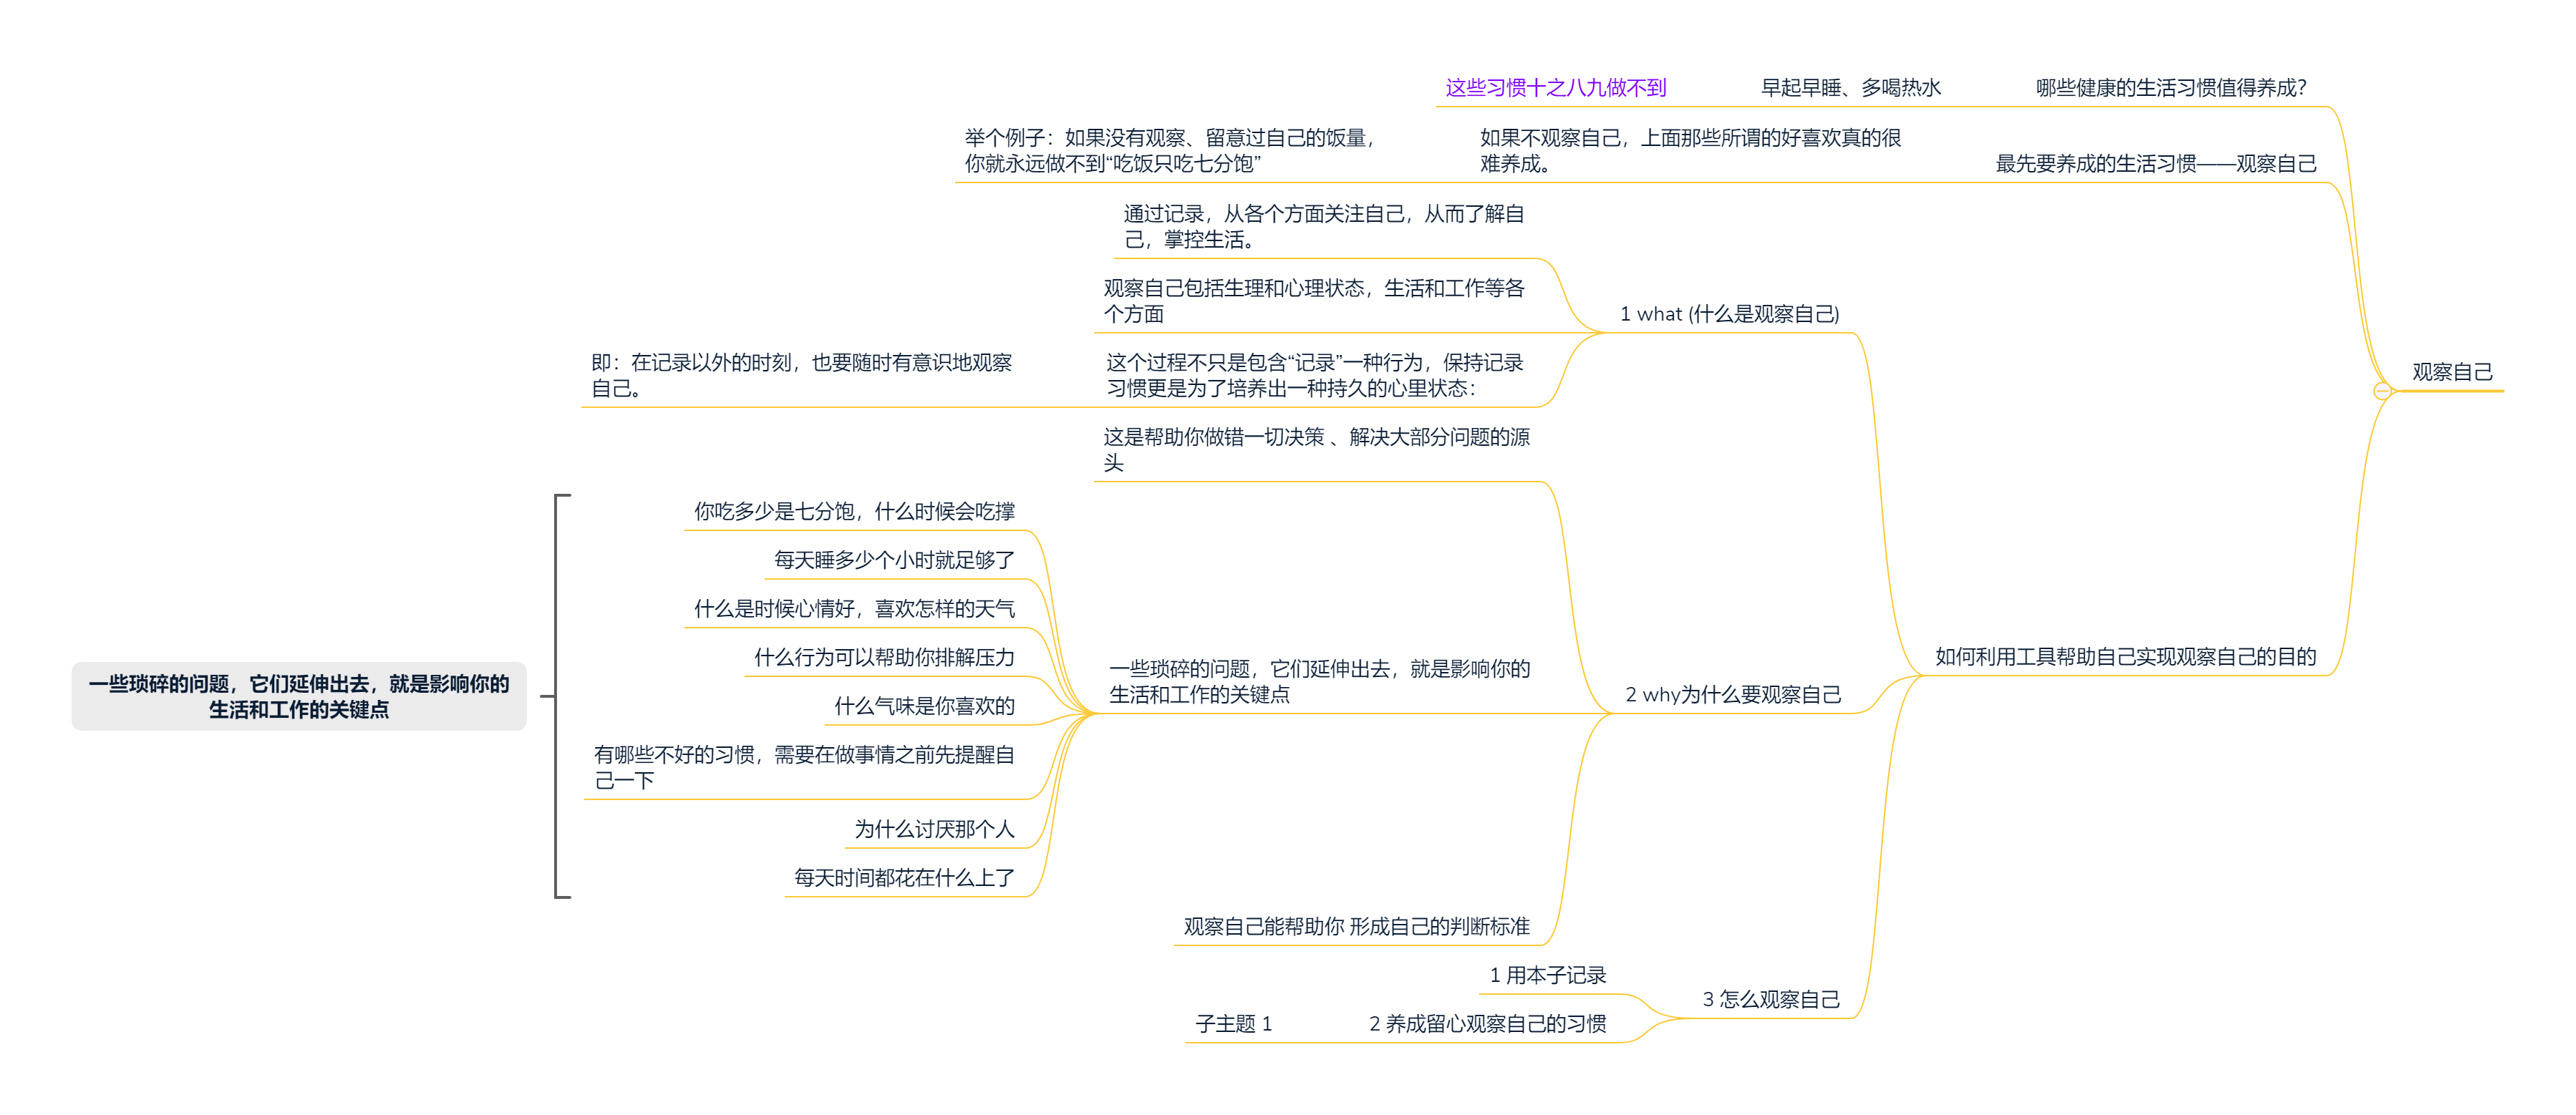 观察自己
哪些健康的生活习惯值得养成？
早起早睡、多喝热水
这些习惯十之八九做不到
最先要养成的生活习惯——观察自己
如果不观察自己，上面那些所谓的好喜欢真的很
难养成。
举个例子：如果没有观察、留意过自己的饭量，
你就永远做不到“吃饭只吃七分饱”
如何利用工具帮助自己实现观察自己的目的
1 what (什么是观察自己)
通过记录，从各个方面关注自己，从而了解自
己，掌控生活。
观察自己包括生理和心理状态，生活和工作等各
个方面
这个过程不只是包含“记录”一种行为，保持记录
习惯更是为了培养出一种持久的心里状态：
即：在记录以外的时刻，也要随时有意识地观察
自己。
2 why为什么要观察自己
这是帮助你做错一切决策 、解决大部分问题的源
头
一些琐碎的问题，它们延伸出去，就是影响你的
生活和工作的关键点
你吃多少是七分饱，什么时候会吃撑
每天睡多少个小时就足够了
什么是时候心情好，喜欢怎样的天气
什么行为可以帮助你排解压力
什么气味是你喜欢的
有哪些不好的习惯，需要在做事情之前先提醒自
己一下
为什么讨厌那个人
每天时间都花在什么上了
一些琐碎的问题，它们延伸出去，就是影响你的
生活和工作的关键点
观察自己能帮助你 形成自己的判断标准
3 怎么观察自己
1 用本子记录
2 养成留心观察自己的习惯
子主题 1